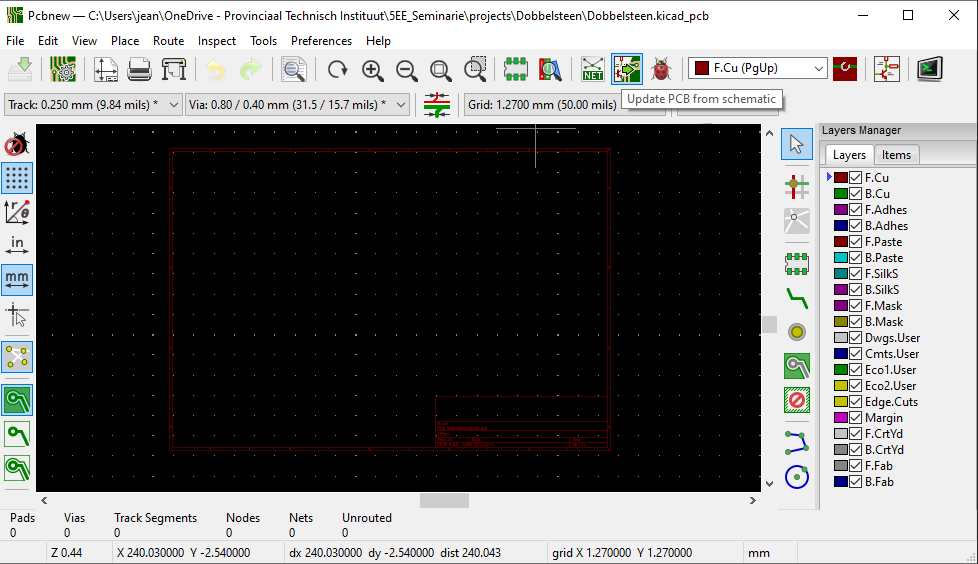 Pcbnew — C:\Users\jean\OneDrive - Provinciaal Technisch Instituut\5EE_Seminarie\projects\Dobbelsteen\Dobbelsteen.kicad_pcb
File Edit View Place Route Inspect Tools Preferences Help
NET
F.Cu (PgUp)
Track: 0.250 mm (9.84 mils) *
Via: 0.80 / 0.40 mm (31.5 / 15.7 mils) *
Grid: 1.2700 mm (50.00 mils)
Update PCB from schematic
r
θ
in
mm
Layers Manager
Layers Items
F.Cu
B.Cu
F.Adhes
B.Adhes
F.Paste
B.Paste
F.SilkS
B.SilkS
F.Mask
B.Mask
Dwgs.User
Cmts.User
Eco1.User
Eco2.User
Edge.Cuts
Margin
F.CrtYd
B.CrtYd
F.Fab
B.Fab
Pads Vias Track Segments Nodes Nets Unrouted
0 0 0 0 0 0
Z 0.44 X 240.030000 Y -2.540000 dx 240.030000 dy -2.540000 dist 240.043 grid X 1.270000 Y 1.270000 mm